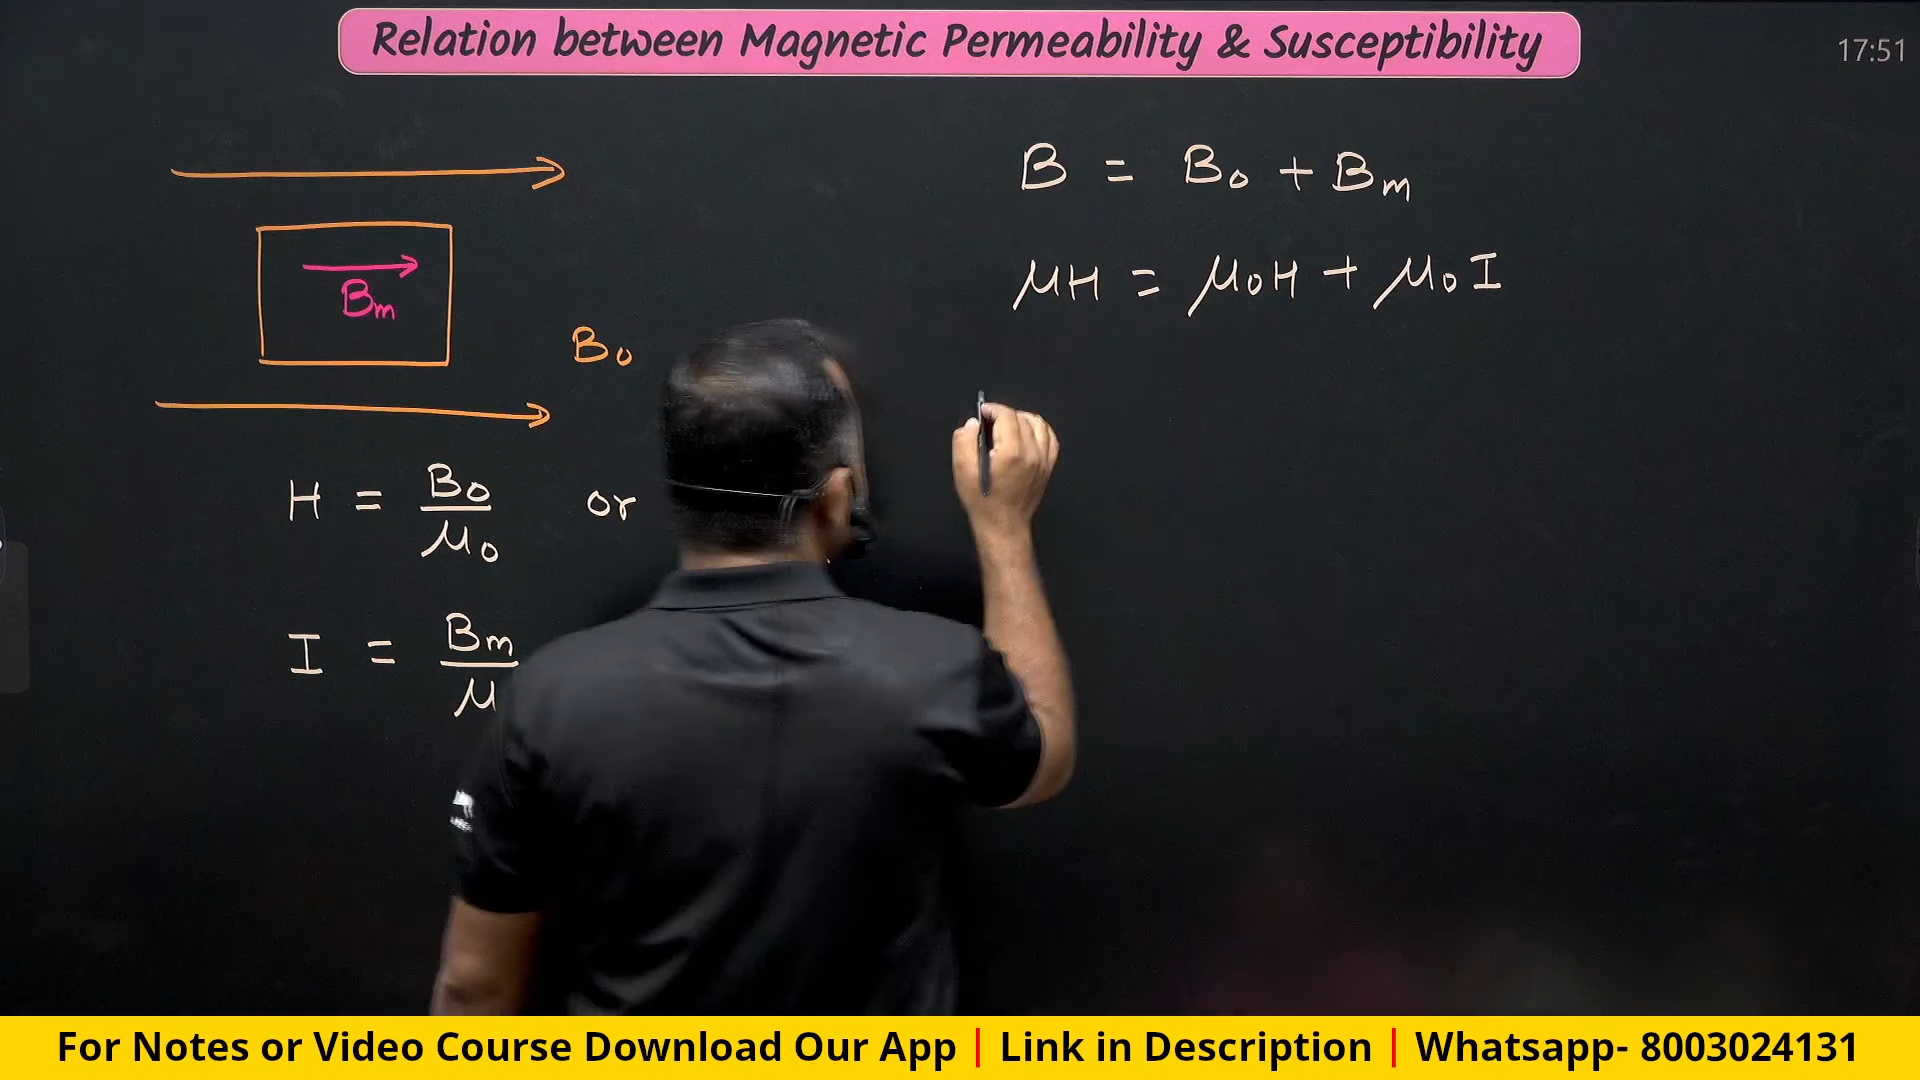 Relation between Magnetic Permeability & Susceptibility
17:51
B = B₀ + Bm
μH = μ₀H + μ₀I
Bm
B₀
H = B₀/μ₀ or
I = Bm/μ
For Notes or Video Course Download Our App | Link in Description | Whatsapp- 8003024131